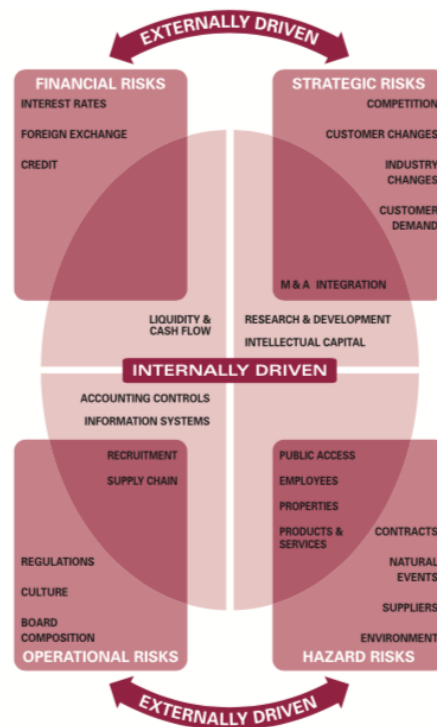 EXTERNALLY DRIVEN
FINANCIAL RISKS
INTEREST RATES
FOREIGN EXCHANGE
CREDIT
STRATEGIC RISKS
COMPETITION
CUSTOMER CHANGES
INDUSTRY
CHANGES
CUSTOMER
DEMAND
M & A INTEGRATION
LIQUIDITY &
CASH FLOW
RESEARCH & DEVELOPMENT
INTELLECTUAL CAPITAL
INTERNALLY DRIVEN
ACCOUNTING CONTROLS
INFORMATION SYSTEMS
RECRUITMENT
SUPPLY CHAIN
REGULATIONS
CULTURE
BOARD
COMPOSITION
OPERATIONAL RISKS
PUBLIC ACCESS
EMPLOYEES
PROPERTIES
PRODUCTS &
SERVICES
CONTRACTS
NATURAL
EVENTS
SUPPLIERS
ENVIRONMENT
HAZARD RISKS
EXTERNALLY DRIVEN